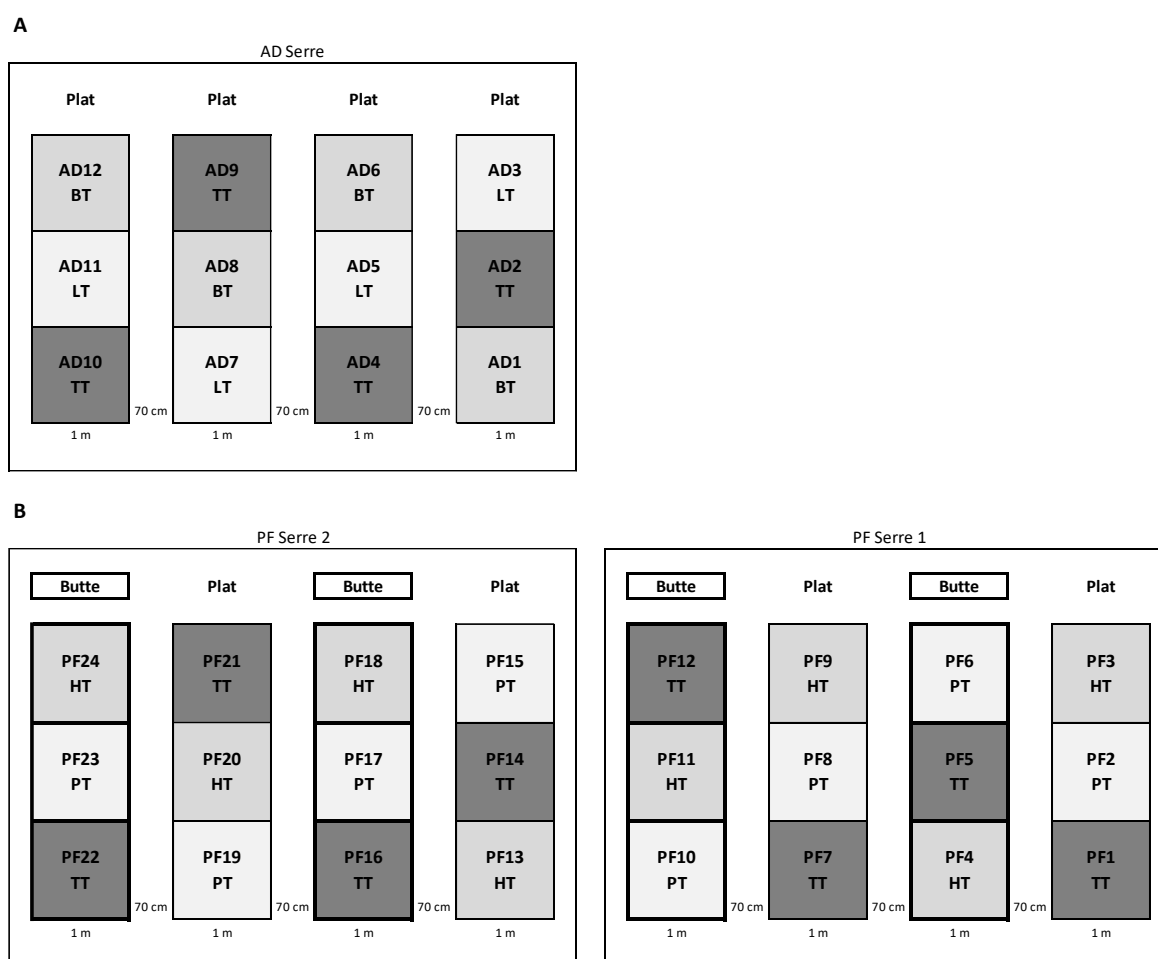 A
AD Serre
Plat Plat Plat Plat
AD12 AD9 AD6 AD3
BT TT BT LT
AD11 AD8 AD5 AD2
LT BT LT TT
AD10 AD7 AD4 AD1
TT LT TT BT
70 cm 70 cm 70 cm
1 m 1 m 1 m 1 m
B
PF Serre 2
Butte Plat Butte Plat
PF24 PF21 PF18 PF15
HT TT HT PT
PF23 PF20 PF17 PF14
PT HT PT TT
PF22 PF19 PF16 PF13
TT PT TT HT
70 cm 70 cm 70 cm
1 m 1 m 1 m 1 m
PF Serre 1
Butte Plat Butte Plat
PF12 PF9 PF6 PF3
TT HT PT HT
PF11 PF8 PF5 PF2
HT PT TT PT
PF10 PF7 PF4 PF1
PT TT HT TT
70 cm 70 cm 70 cm
1 m 1 m 1 m 1 m